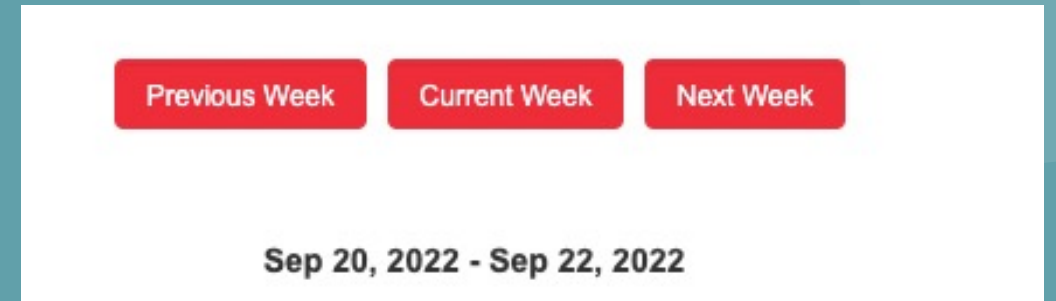 Previous Week Current Week Next Week
Sep 20, 2022 - Sep 22, 2022